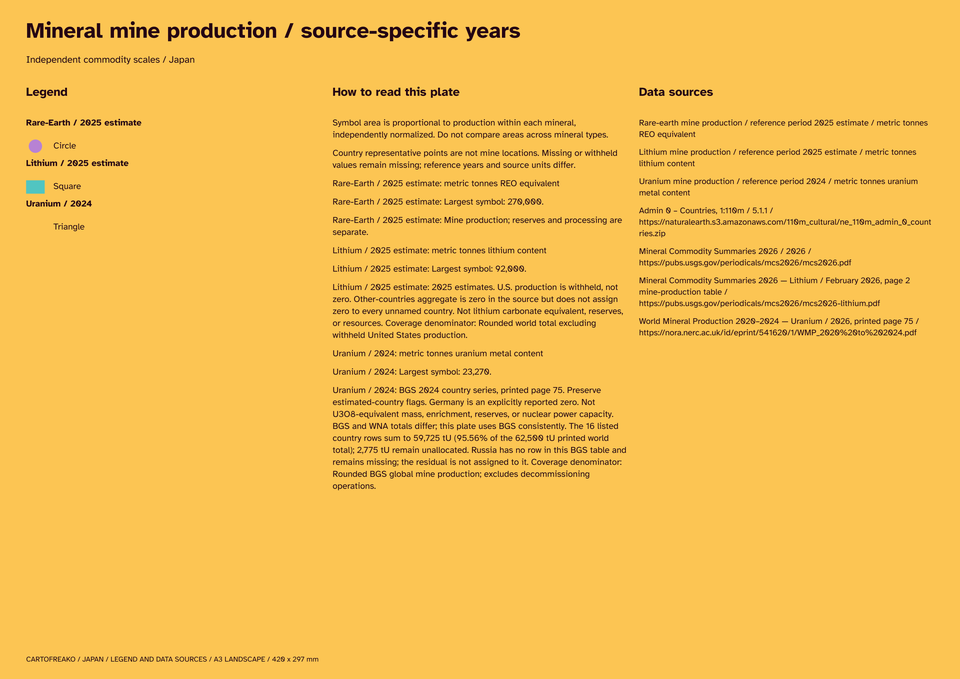 Mineral mine production / source-specific years
Independent commodity scales / Japan
Legend
Rare-Earth / 2025 estimate
Circle
Lithium / 2025 estimate
Square
Uranium / 2024
Triangle
How to read this plate
Symbol area is proportional to production within each mineral,
independently normalized. Do not compare areas across mineral types.
Country representative points are not mine locations. Missing or withheld
values remain missing; reference years and source units differ.
Rare-Earth / 2025 estimate: metric tonnes REO equivalent
Rare-Earth / 2025 estimate: Largest symbol: 270,000.
Rare-Earth / 2025 estimate: Mine production; reserves and processing are
separate.
Lithium / 2025 estimate: metric tonnes lithium content
Lithium / 2025 estimate: Largest symbol: 92,000.
Lithium / 2025 estimate: 2025 estimates. U.S. production is withheld, not
zero. Other-countries aggregate is zero in the source but does not assign
zero to every unnamed country. Not lithium carbonate equivalent, reserves,
or resources. Coverage denominator: Rounded world total excluding
withheld United States production.
Uranium / 2024: metric tonnes uranium metal content
Uranium / 2024: Largest symbol: 23,270.
Uranium / 2024: BGS 2024 country series, printed page 75. Preserve
estimated-country flags. Germany is an explicitly reported zero. Not
U3O8-equivalent mass, enrichment, reserves, or nuclear power capacity.
BGS and WNA totals differ; this plate uses BGS consistently. The 16 listed
country rows sum to 59,725 tU (95.56% of the 62,500 tU printed world
total); 2,775 tU remain unallocated. Russia has no row in this BGS table and
remains missing; the residual is not assigned to it. Coverage denominator:
Rounded BGS global mine production; excludes decommissioning
operations.
Data sources
Rare-earth mine production / reference period 2025 estimate / metric tonnes
REO equivalent
Lithium mine production / reference period 2025 estimate / metric tonnes
lithium content
Uranium mine production / reference period 2024 / metric tonnes uranium
metal content
Admin 0 – Countries, 1:110m / 5.1.1 /
https://naturalearth.s3.amazonaws.com/110m_cultural/ne_110m_admin_0_count
ries.zip
Mineral Commodity Summaries 2026 / 2026 /
https://pubs.usgs.gov/periodicals/mcs2026/mcs2026.pdf
Mineral Commodity Summaries 2026 — Lithium / February 2026, page 2
mine-production table /
https://pubs.usgs.gov/periodicals/mcs2026/mcs2026-lithium.pdf
World Mineral Production 2020–2024 — Uranium / 2026, printed page 75 /
https://nora.nerc.ac.uk/id/eprint/541620/1/WMP_2020%20to%202024.pdf
CARTOFREAKO / JAPAN / LEGEND AND DATA SOURCES / A3 LANDSCAPE / 420 x 297 mm